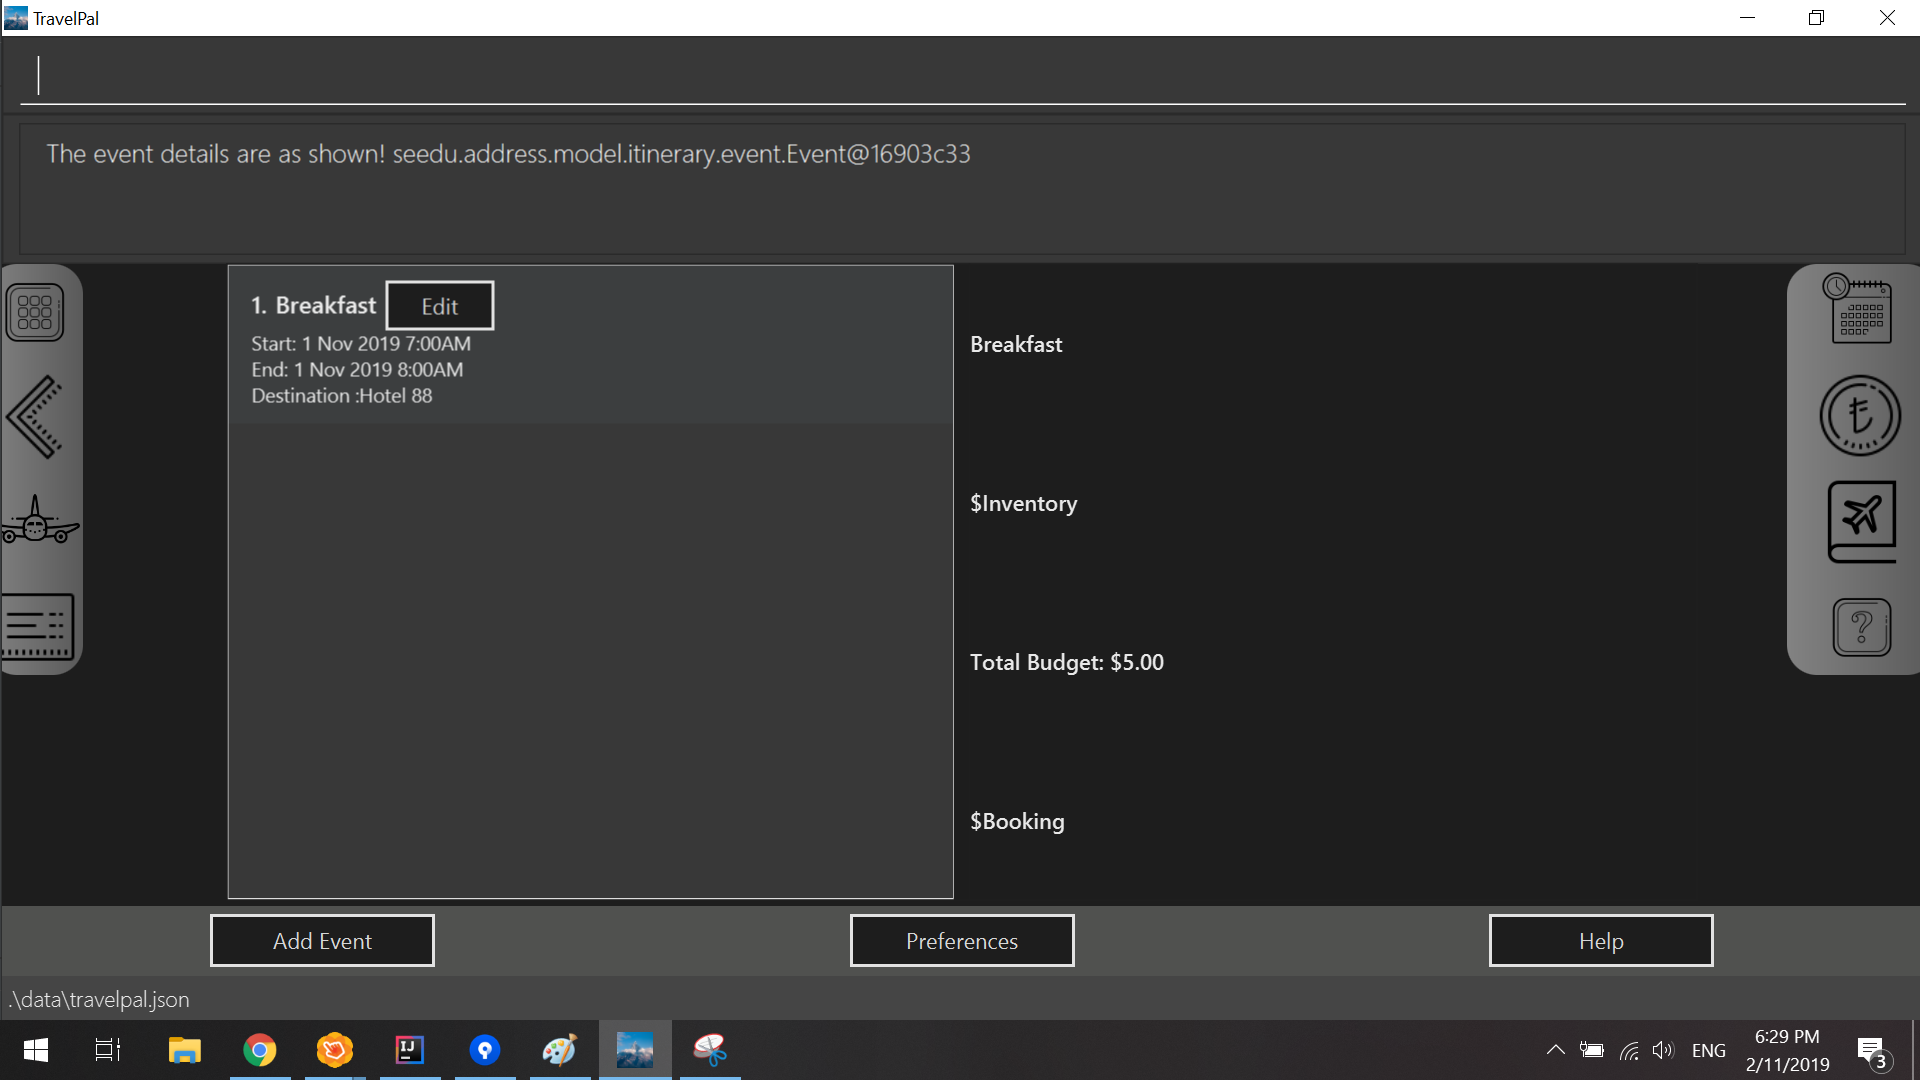 TravelPal
The event details are as shown! seedu.address.model.itinerary.event.Event@16903c33
1. Breakfast
Edit
Start: 1 Nov 2019 7:00AM
End: 1 Nov 2019 8:00AM
Destination :Hotel 88
Breakfast
$Inventory
Total Budget: $5.00
$Booking
?
Add Event
Preferences
Help
.\data\travelpal.json
IJ
ENG
6:29 PM
2/11/2019
3